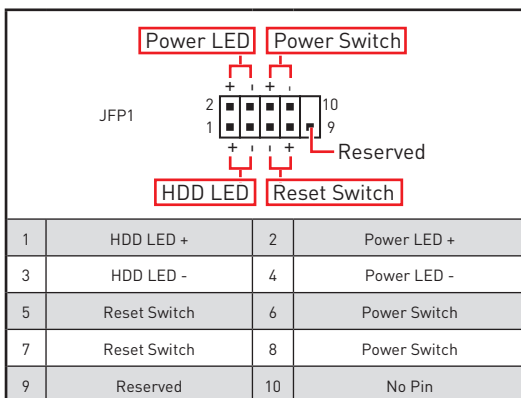 Power LED Power Switch
+ - + -
JFP1
2 10
1 9
+ - - +
Reserved
HDD LED Reset Switch
1 HDD LED + 2 Power LED +
3 HDD LED - 4 Power LED -
5 Reset Switch 6 Power Switch
7 Reset Switch 8 Power Switch
9 Reserved 10 No Pin